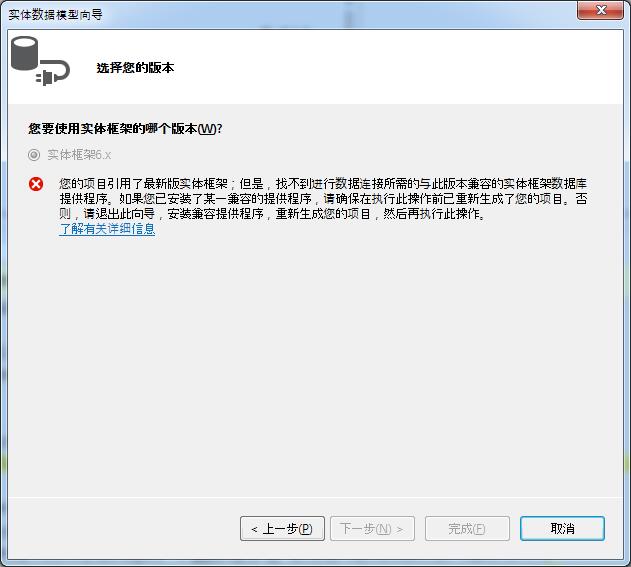 实体数据模型向导
选择您的版本
您要使用实体框架的哪个版本(W)?
实体框架6.x
您的项目引用了最新版实体框架；但是，找不到进行数据连接所需的与此版本兼容的实体框架数据库
提供程序。如果您已安装了某一兼容的提供程序，请确保在执行此操作前已重新生成了您的项目。否
则，请退出此向导，安装兼容提供程序，重新生成您的项目，然后再执行此操作。
了解有关详细信息
< 上一步(P)
下一步(N) >
完成(F)
取消